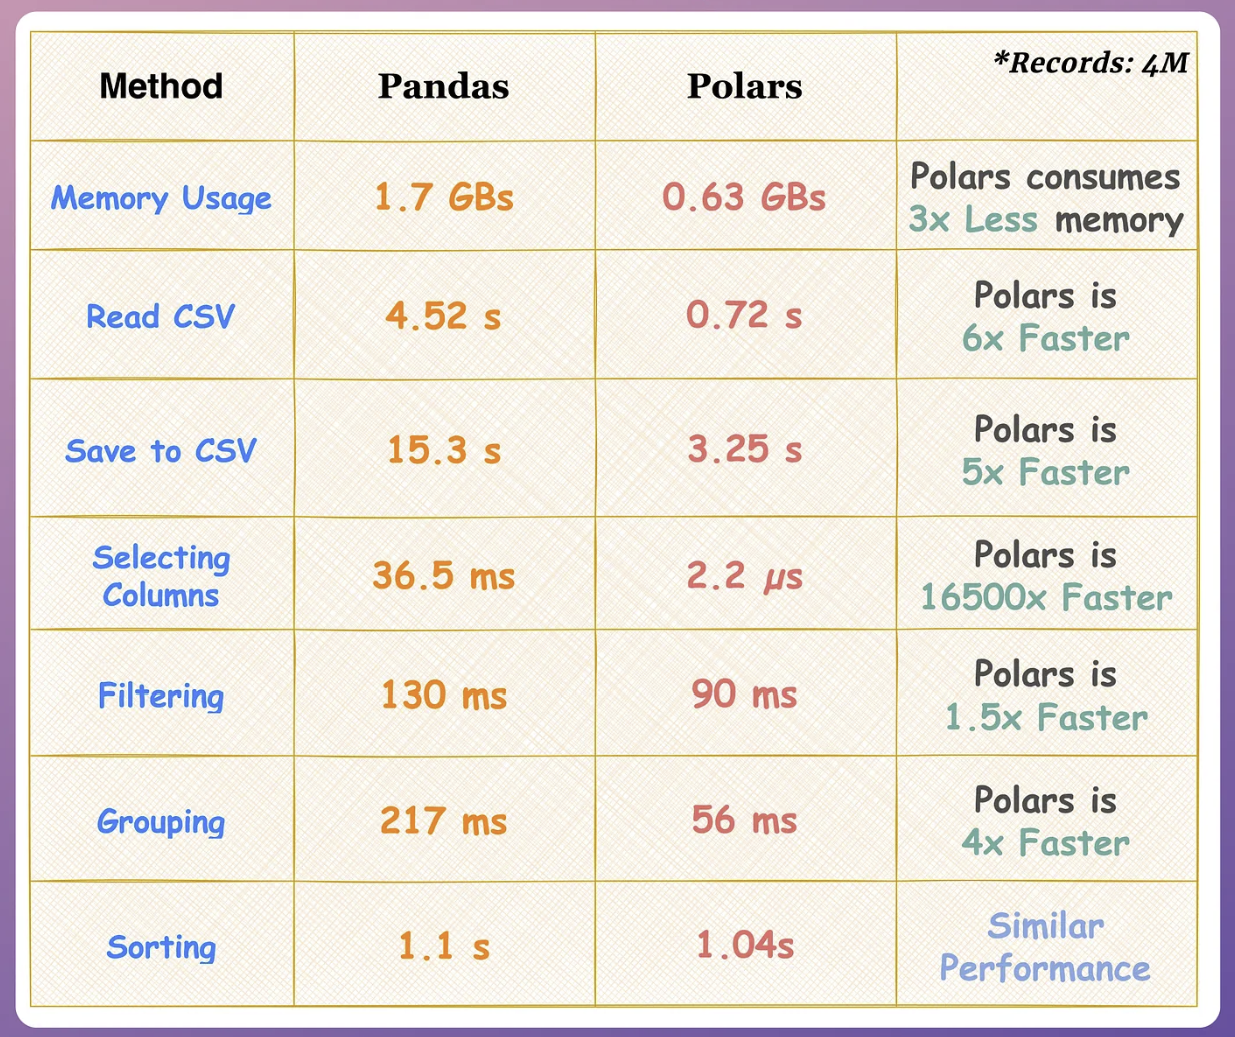 Method
Pandas
Polars
*Records: 4M
Memory Usage
1.7 GBs
0.63 GBs
Polars consumes
3x Less memory
Read CSV
4.52 s
0.72 s
Polars is
6x Faster
Save to CSV
15.3 s
3.25 s
Polars is
5x Faster
Selecting
Columns
36.5 ms
2.2 µs
Polars is
16500x Faster
Filtering
130 ms
90 ms
Polars is
1.5x Faster
Grouping
217 ms
56 ms
Polars is
4x Faster
Sorting
1.1 s
1.04s
Similar
Performance